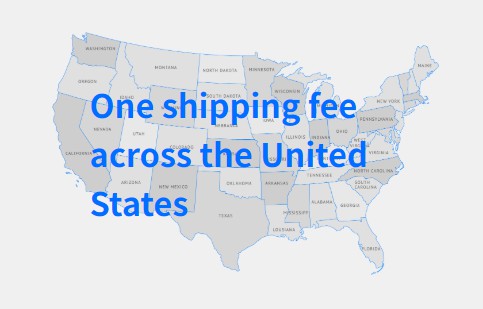 One shipping fee
across the United
States
WASHINGTON
MONTANA
NORTH DAKOTA
MINNESOTA
MAINE
OREGON
IDAHO
SOUTH DAKOTA
WISCONSIN
NEW YORK
NEVADA
UTAH
COLORADO
NEBRASKA
IOWA
ILLINOIS
INDIANA
OHIO
PENNSYLVANIA
WEST
VIRGINIA
CALIFORNIA
ARIZONA
NEW MEXICO
OKLAHOMA
ARKANSAS
TENNESSEE
NORTH CAROLINA
SOUTH
CAROLINA
TEXAS
LOUISIANA
MISSISSIPPI
ALABAMA
GEORGIA
FLORIDA